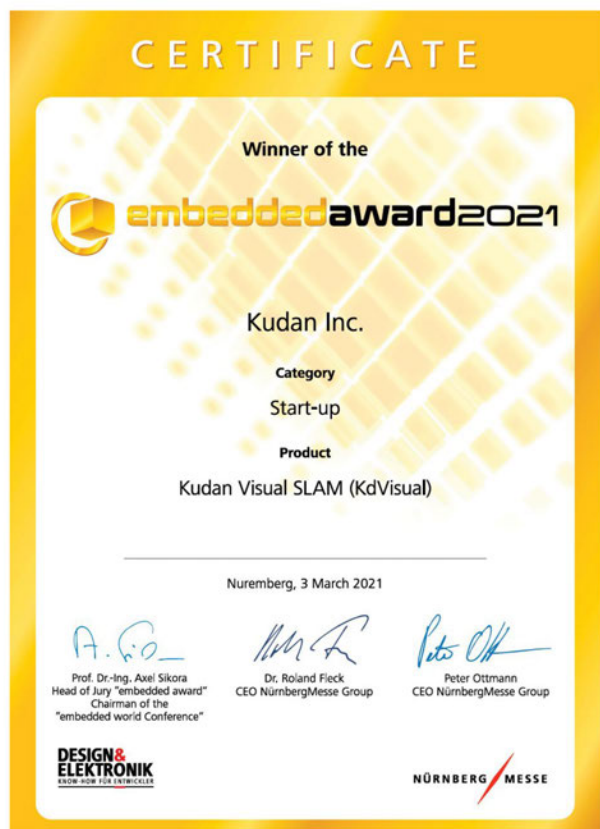 CERTIFICATE
Winner of the
embeddedaward2021
Kudan Inc.
Category
Start-up
Product
Kudan Visual SLAM (KdVisual)
Nuremberg, 3 March 2021
Prof. Dr.-Ing. Axel Sikora
Head of Jury "embedded award"
Chairman of the
"embedded world Conference"
Dr. Roland Fleck
CEO NürnbergMesse Group
Peter Ottmann
CEO NürnbergMesse Group
DESIGN&
ELEKTRONIK
KNOW-HOW FÜR ENTWICKLER
NÜRNBERG MESSE